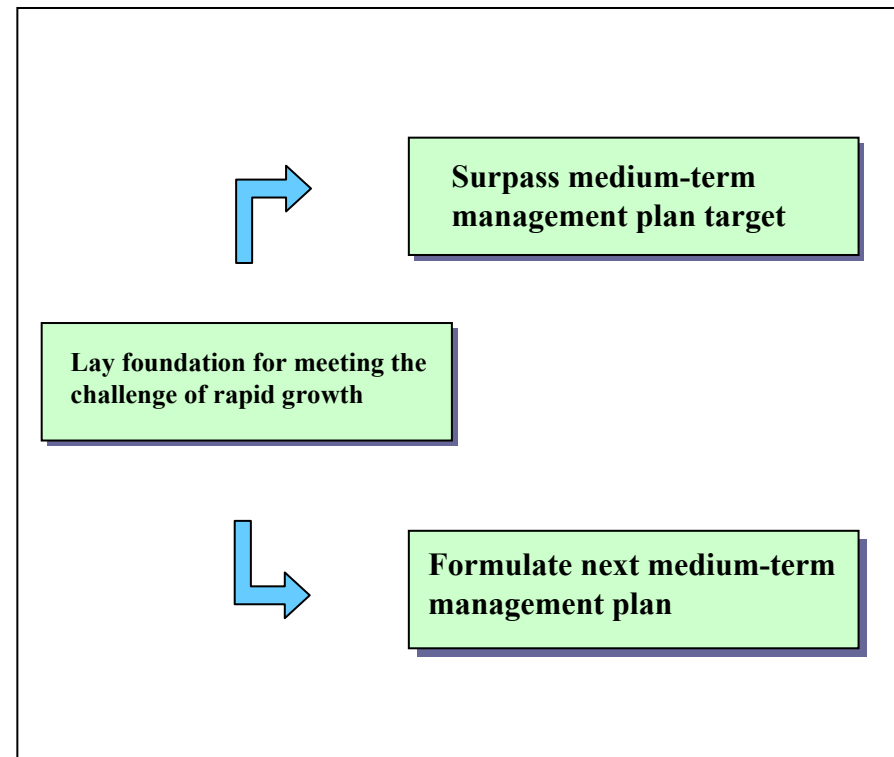 Surpass medium-term
management plan target
Lay foundation for meeting the
challenge of rapid growth
Formulate next medium-term
management plan